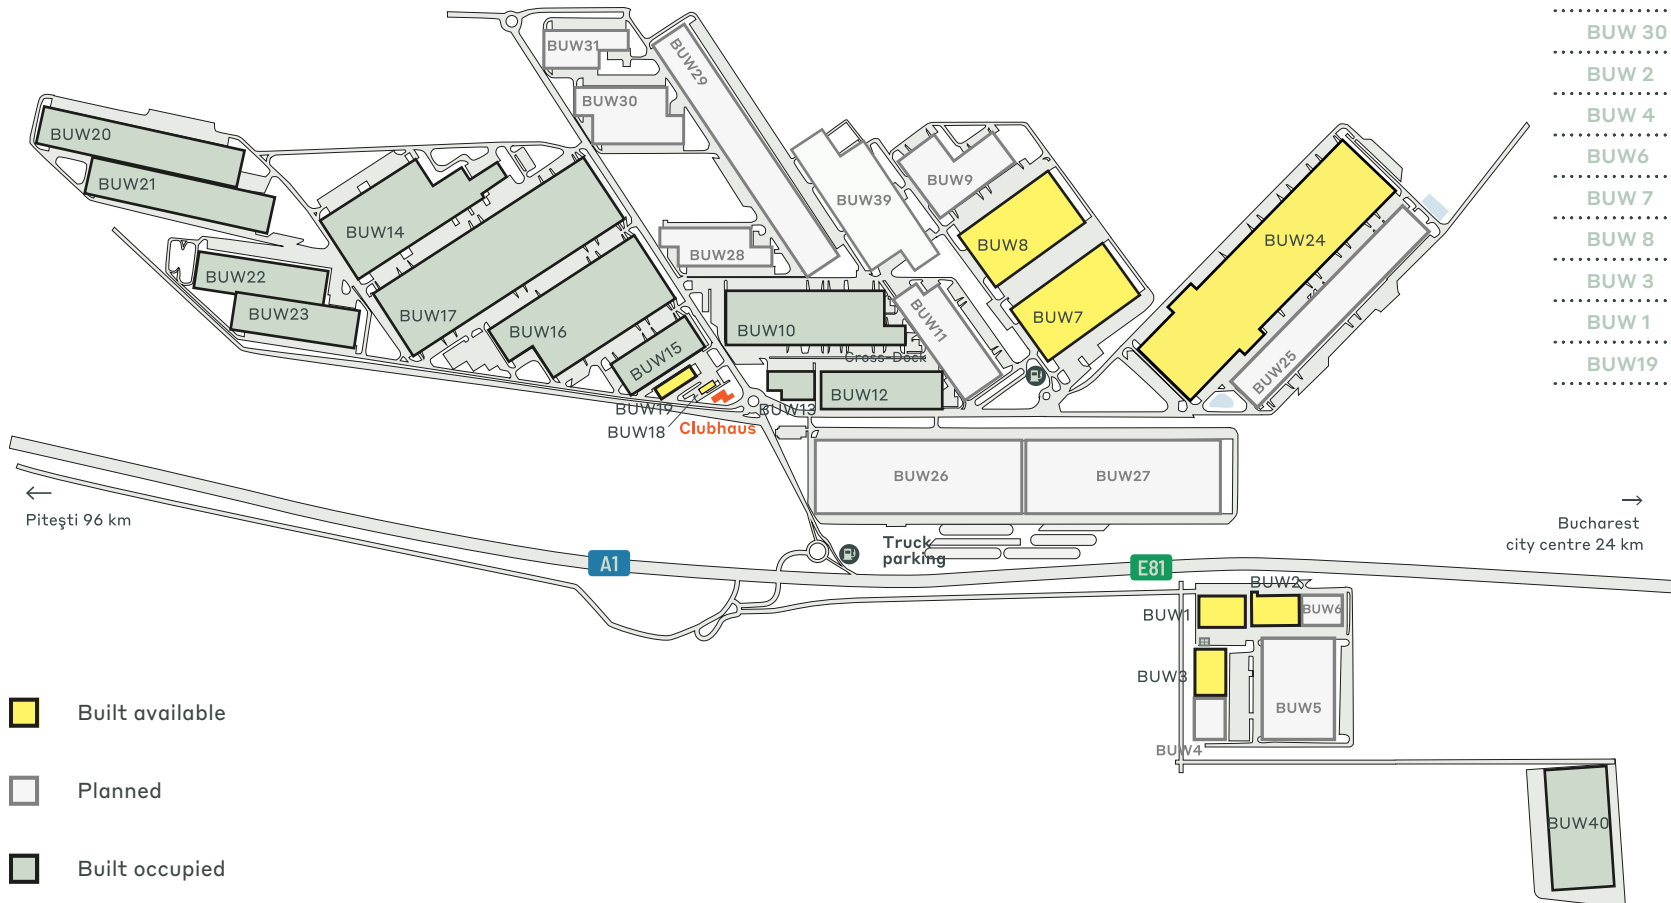 BUW 30
BUW 2
BUW 4
BUW6
BUW 7
BUW 8
BUW 3
BUW 1
BUW19
BUW31
BUW29
BUW30
BUW20
BUW21
BUW9
BUW39
BUW14
BUW8
BUW24
BUW28
BUW22
BUW23
BUW17
BUW16
BUW10
BUW11
BUW7
BUW15
Cross-Dock
BUW25
BUW12
BUW13
BUW19
BUW18
Clubhaus
BUW26
BUW27
Pitești 96 km
Bucharest
city centre 24 km
Truck
parking
A1
E81
BUW2
BUW1
BUW6
BUW3
BUW5
BUW4
BUW40
Built available
Planned
Built occupied